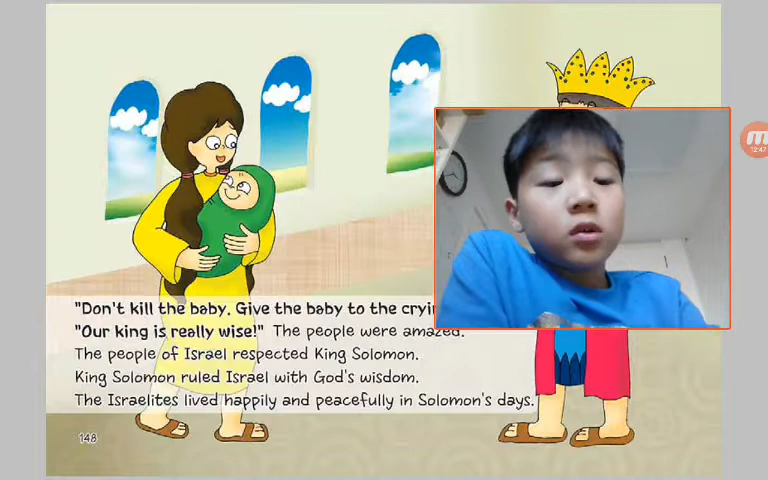 "Don't kill the baby. Give the baby to the
"Our king is really wise!" The people were amazed.
The people of Israel respected King Solomon.
King Solomon ruled Israel with God's wisdom.
The Israelites lived happily and peacefully in Solomon's days.
148
12:47